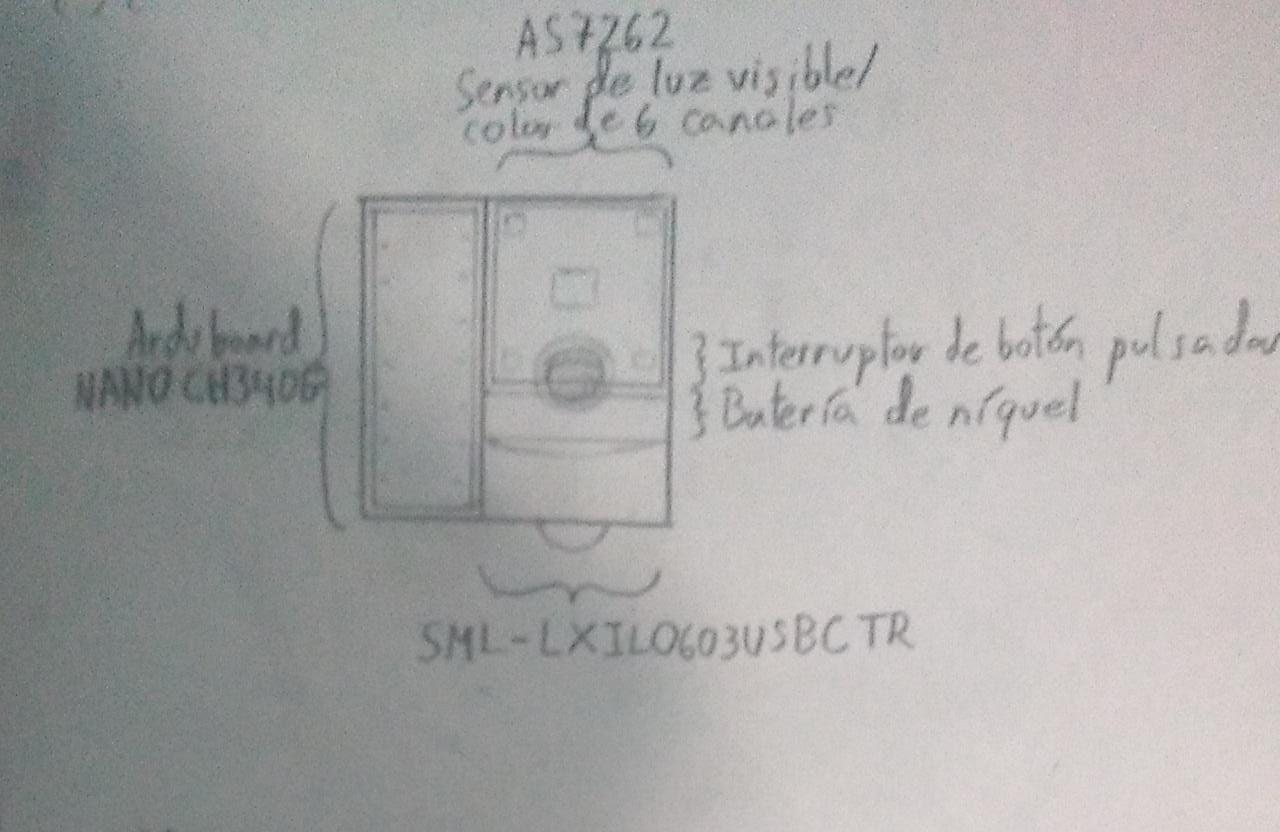 AS7262
Sensor de luz visible/
color de 6 canales
Arduboard
NANO CH340G
} Interruptor de botón pulsador
} Batería de níquel
SML-LXIL0603USBCTR